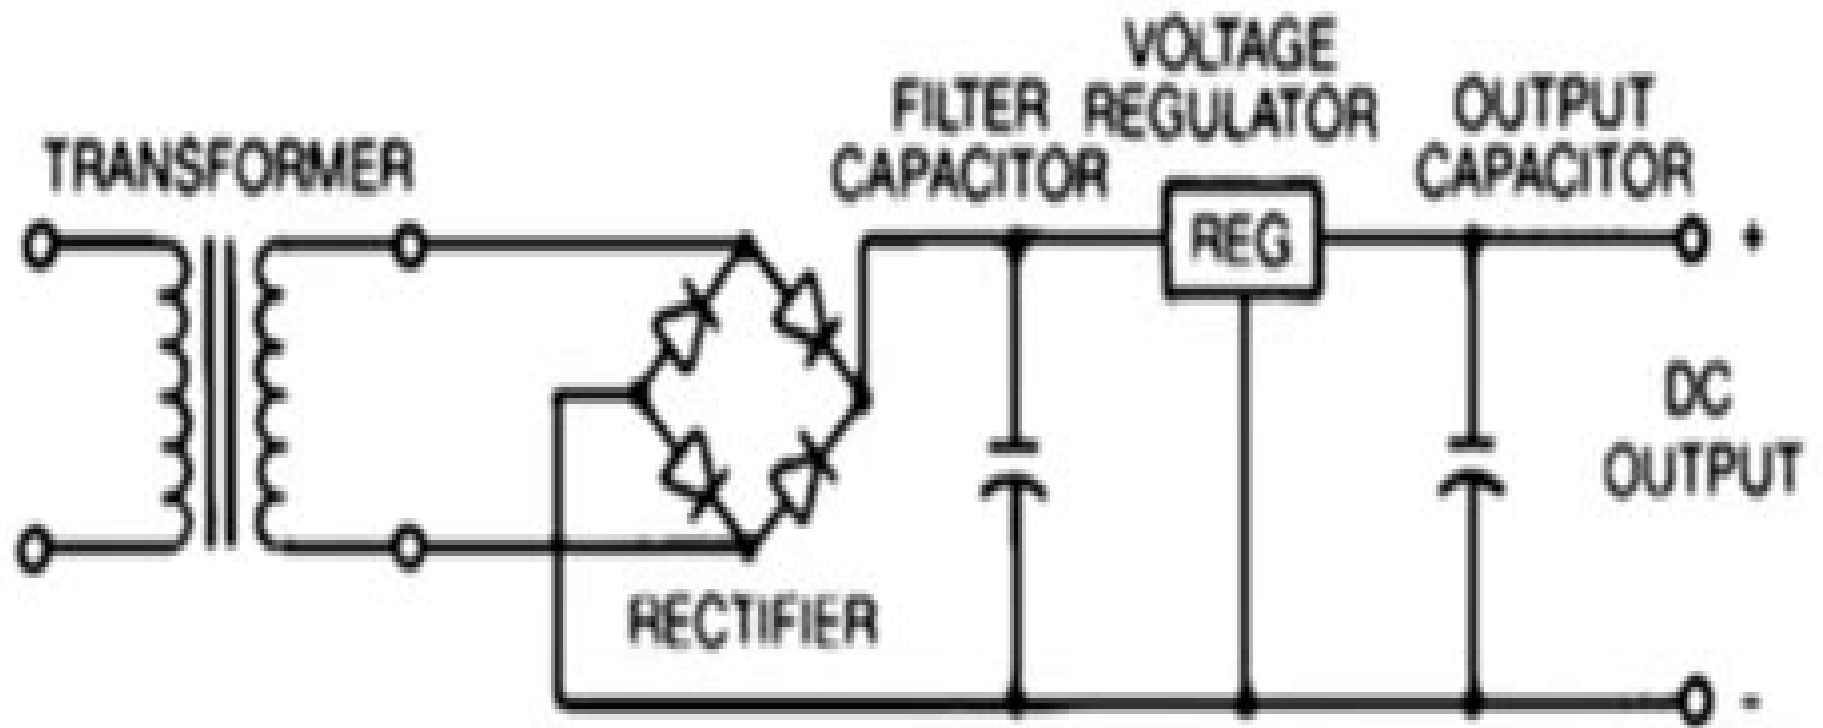 TRANSFORMER
FILTER
CAPACITOR
VOLTAGE
REGULATOR
REG
OUTPUT
CAPACITOR
+
DC
OUTPUT
RECTIFIER
-